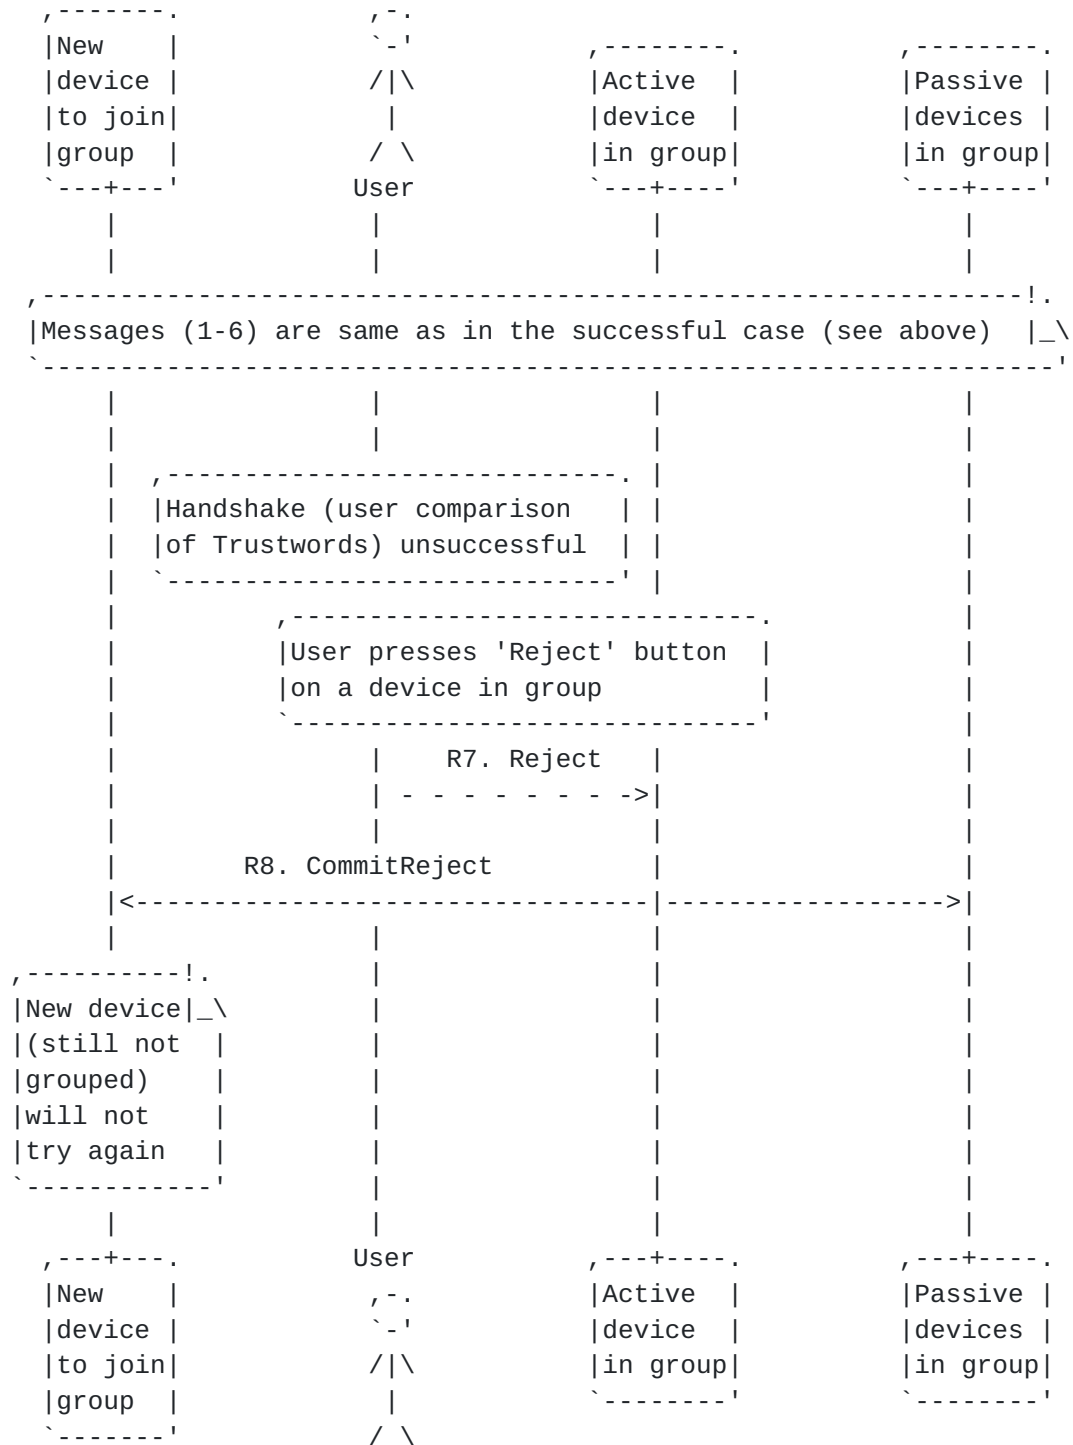 New
device
to join
group
User
Active
device
in group
Passive
devices
in group
Messages (1-6) are same as in the successful case (see above)
Handshake (user comparison
of Trustwords) unsuccessful
User presses 'Reject' button
on a device in group
R7. Reject
R8. CommitReject
New device
(still not
grouped)
will not
try again
New
device
to join
group
User
Active
device
in group
Passive
devices
in group